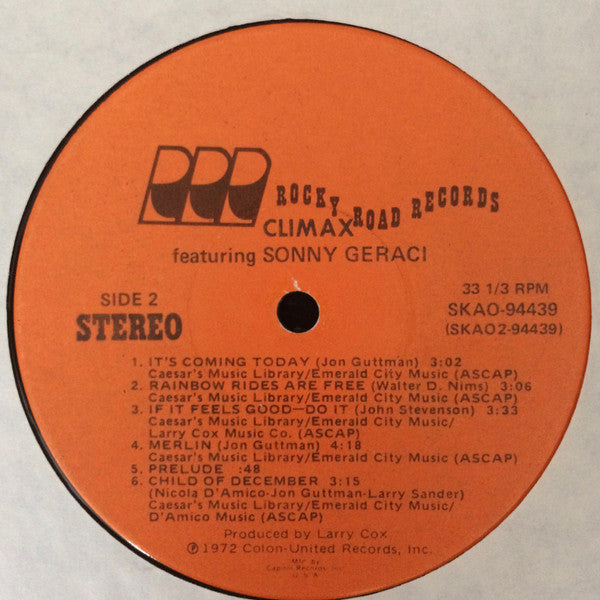 ROCKY ROAD RECORDS
CLIMAX
featuring SONNY GERACI
SIDE 2
STEREO
33 1/3 RPM
SKAO-94439
(SKAO2-94439)
1. IT'S COMING TODAY (Jon Guttman) 3:02
Caesar's Music Library/Emerald City Music (ASCAP)
2. RAINBOW RIDES ARE FREE (Walter D. Nims) 3:06
Caesar's Music Library/Emerald City Music (ASCAP)
3. IF IT FEELS GOOD—DO IT (John Stevenson) 3:33
Caesar's Music Library/Emerald City Music/
Larry Cox Music Co. (ASCAP)
4. MERLIN (Jon Guttman) 4:18
Caesar's Music Library/Emerald City Music (ASCAP)
5. PRELUDE :48
6. CHILD OF DECEMBER 3:15
(Nicola D'Amico-Jon Guttman-Larry Sander)
Caesar's Music Library/Emerald City Music/
D'Amico Music (ASCAP)
Produced by Larry Cox
℗ 1972 Coton-United Records, Inc.
Mfd. by
Capitol Records, Inc.
U.S.A.